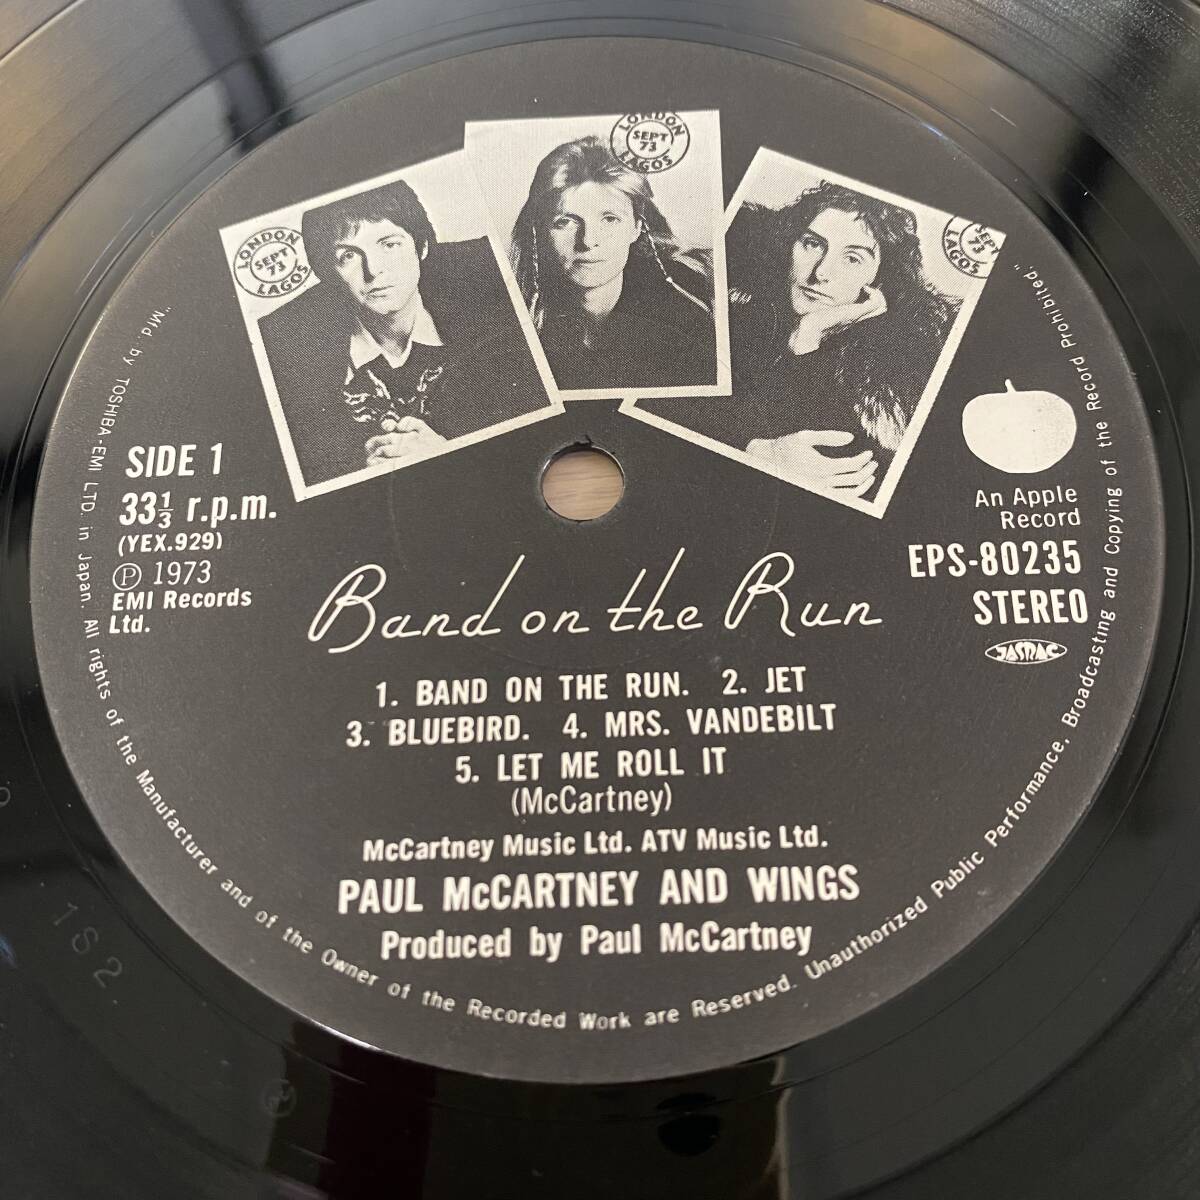 LONDON
SEPT
73
LAGOS
LONDON
SEPT
73
LAGOS
LONDON
SEPT
73
LAGOS
SIDE 1
33⅓ r.p.m.
(YEX.929)
Ⓟ 1973
EMI Records
Ltd.
An Apple
Record
EPS-80235
STEREO
JASRAC
Band on the Run
1. BAND ON THE RUN. 2. JET
3. BLUEBIRD. 4. MRS. VANDEBILT
5. LET ME ROLL IT
(McCartney)
McCartney Music Ltd. ATV Music Ltd.
PAUL McCARTNEY AND WINGS
Produced by Paul McCartney
"Mfd. by TOSHIBA-EMI LTD. in Japan. All rights of the Manufacturer and of the Owner of the Recorded Work are Reserved. Unauthorized Public Performance, Broadcasting and Copying of the Record Prohibited."
1S2